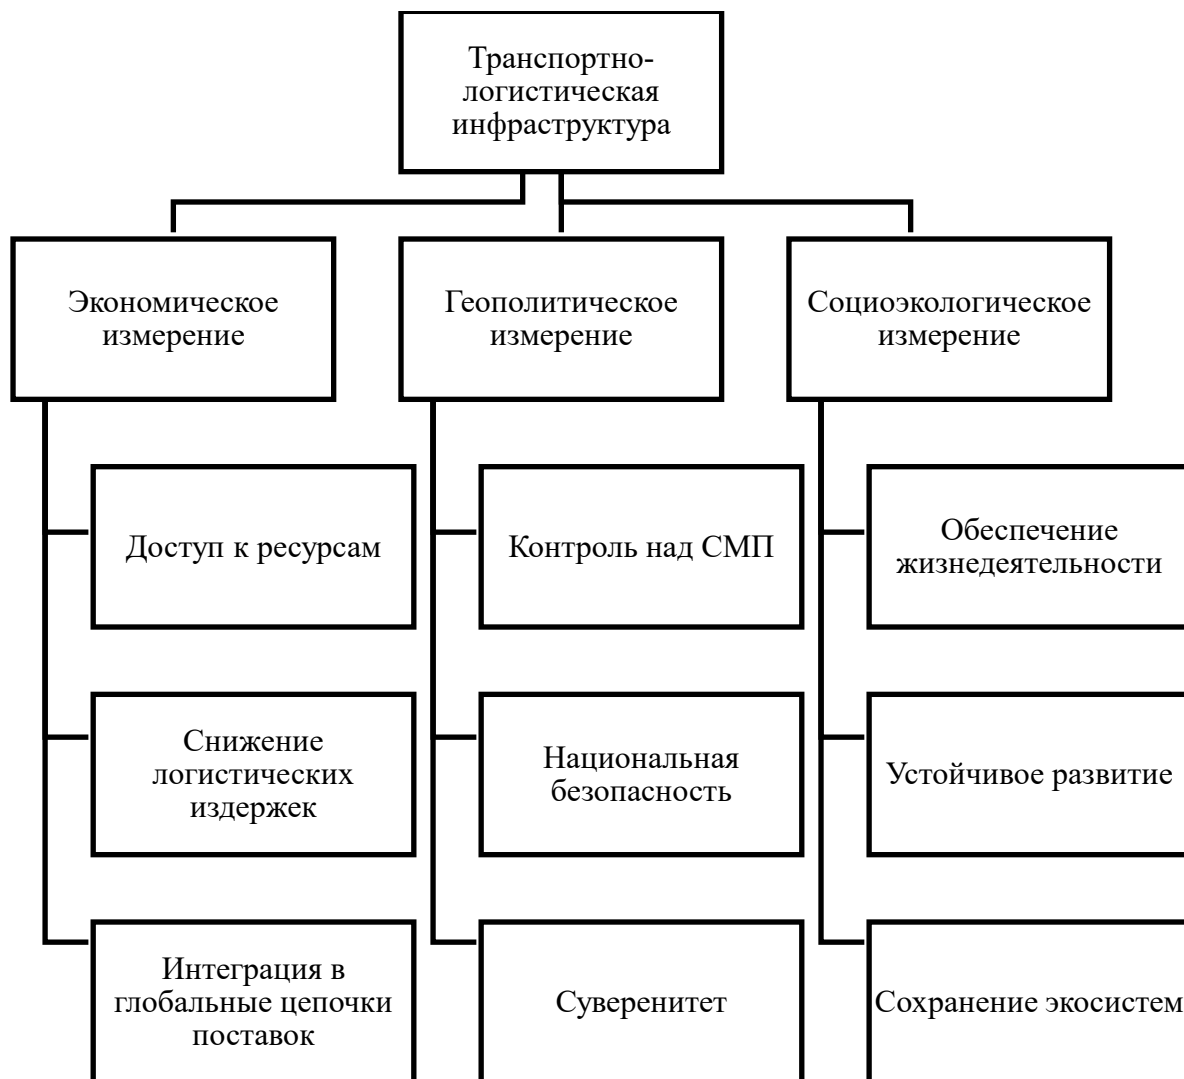 Транспортно-
логистическая
инфраструктура
Экономическое
измерение
Геополитическое
измерение
Социоэкологическое
измерение
Доступ к ресурсам
Контроль над СМП
Обеспечение
жизнедеятельности
Снижение
логистических
издержек
Национальная
безопасность
Устойчивое развитие
Интеграция в
глобальные цепочки
поставок
Суверенитет
Сохранение экосистем